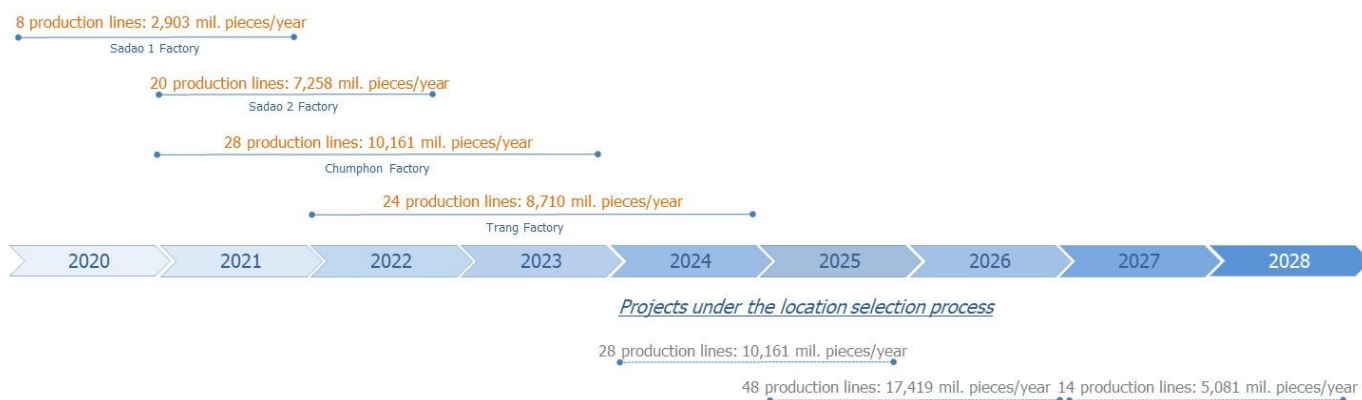 8 production lines: 2,903 mil. pieces/year
Sadao 1 Factory
20 production lines: 7,258 mil. pieces/year
Sadao 2 Factory
28 production lines: 10,161 mil. pieces/year
Chumphon Factory
24 production lines: 8,710 mil. pieces/year
Trang Factory
2020 2021 2022 2023 2024 2025 2026 2027 2028
Projects under the location selection process
28 production lines: 10,161 mil. pieces/year
48 production lines: 17,419 mil. pieces/year 14 production lines: 5,081 mil. pieces/year